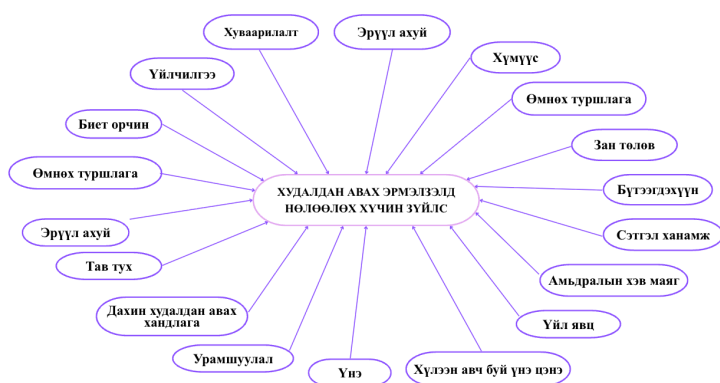 Хуваарилалт
Эрүүл ахуй
Хүмүүс
Үйлчилгээ
Өмнөх туршлага
Биет орчин
Зан төлөв
Өмнөх туршлага
Бүтээгдэхүүн
ХУДАЛДАН АВАХ ЭРМЭЛЗЭЛД
НӨЛӨӨЛӨХ ХҮЧИН ЗҮЙЛС
Эрүүл ахуй
Сэтгэл ханамж
Тав тух
Амьдралын хэв маяг
Дахин худалдан авах
хандлага
Үйл явц
Урамшуулал
Үнэ
Хүлээн авч буй үнэ цэнэ